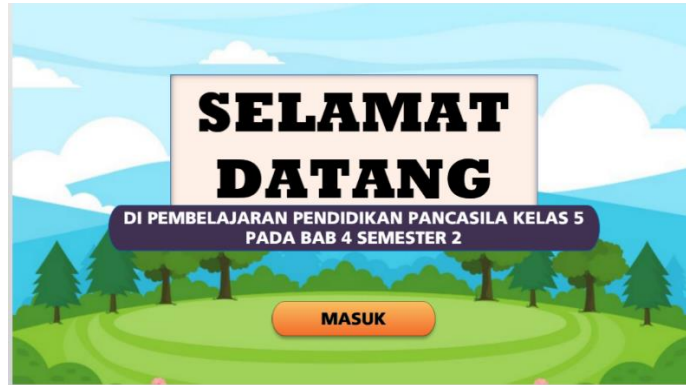 SELAMAT
DATANG
DI PEMBELAJARAN PENDIDIKAN PANCASILA KELAS 5
PADA BAB 4 SEMESTER 2
MASUK